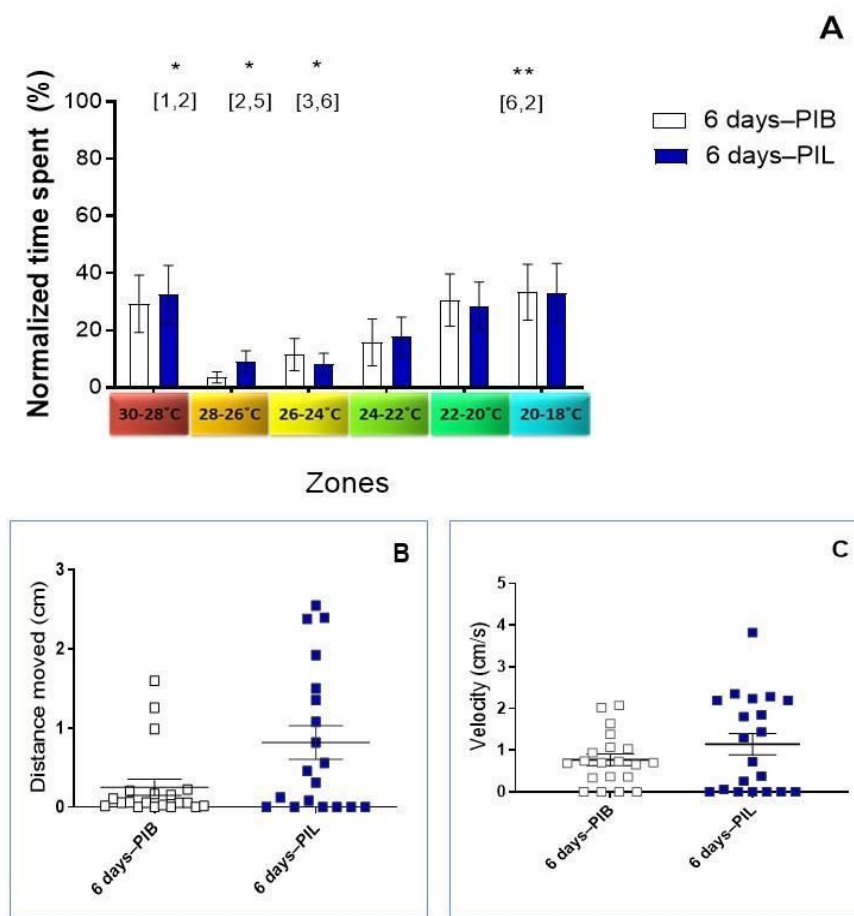 A
* * * **
[1,2] [2,5] [3,6] [6,2]
Normalized time spent (%)
100
80
60
40
20
0
6 days–PIB
6 days–PIL
30-28˚C 28-26˚C 26-24˚C 24-22˚C 22-20˚C 20-18˚C
Zones
B
Distance moved (cm)
3
2
1
0
6 days–PIB
6 days–PIL
C
Velocity (cm/s)
5
4
3
2
1
0
6 days–PIB
6 days–PIL